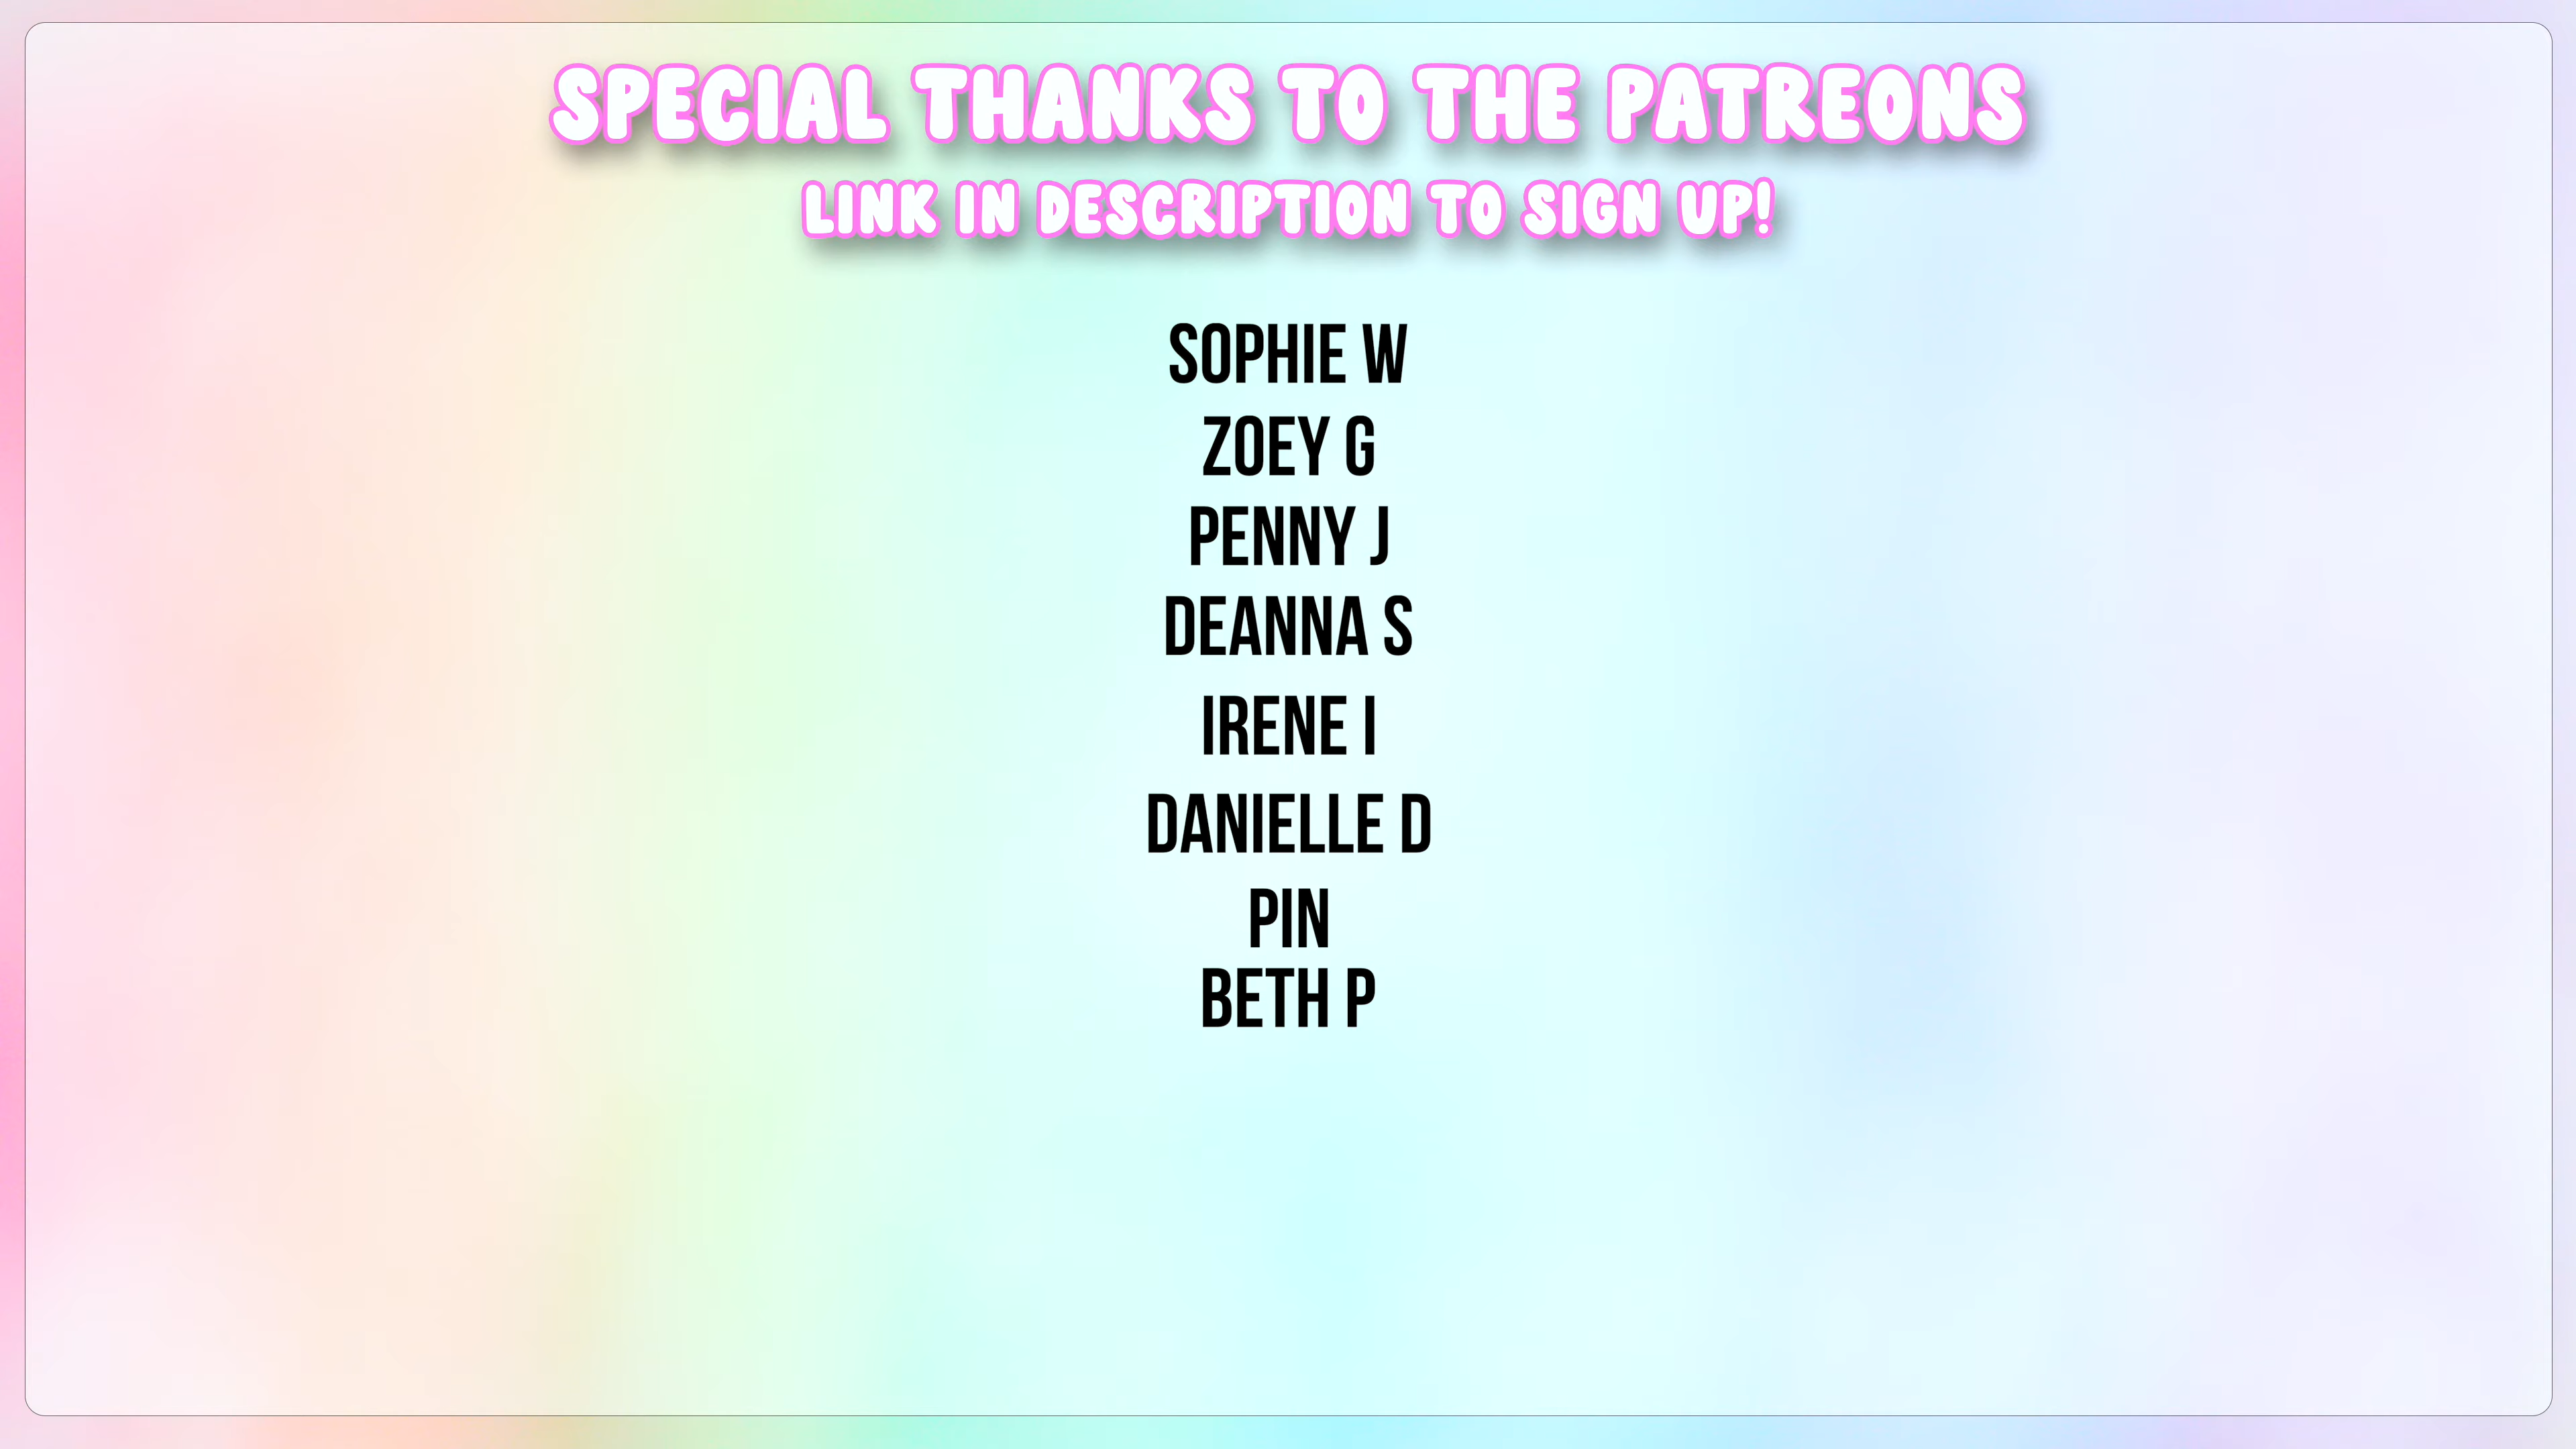 SPECIAL THANKS TO THE PATREONS
LINK IN DESCRIPTION TO SIGN UP!
SOPHIE W
ZOEY G
PENNY J
DEANNA S
IRENE I
DANIELLE D
PIN
BETH P